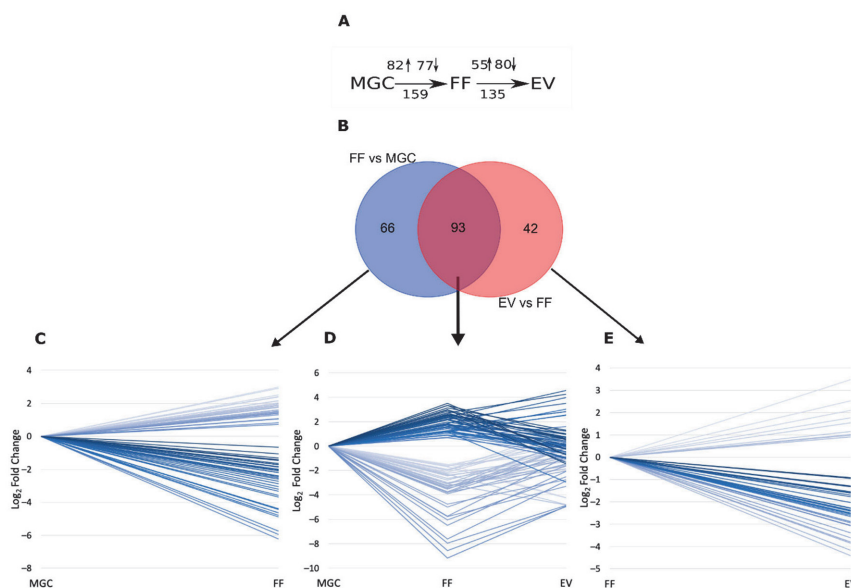 A
82↑ 77↓ 55↑80↓
MGC FF EV
159 135
B
FF vs MGC
66 93 42
EV vs FF
C D E
4
2
0
−2
−4
−6
−8
Log2 Fold Change
MGC FF
6
4
2
0
−2
−4
−6
−8
−10
Log2 Fold Change
MGC FF EV
4
3
2
1
0
−1
−2
−3
−4
−5
Log2 Fold Change
FF